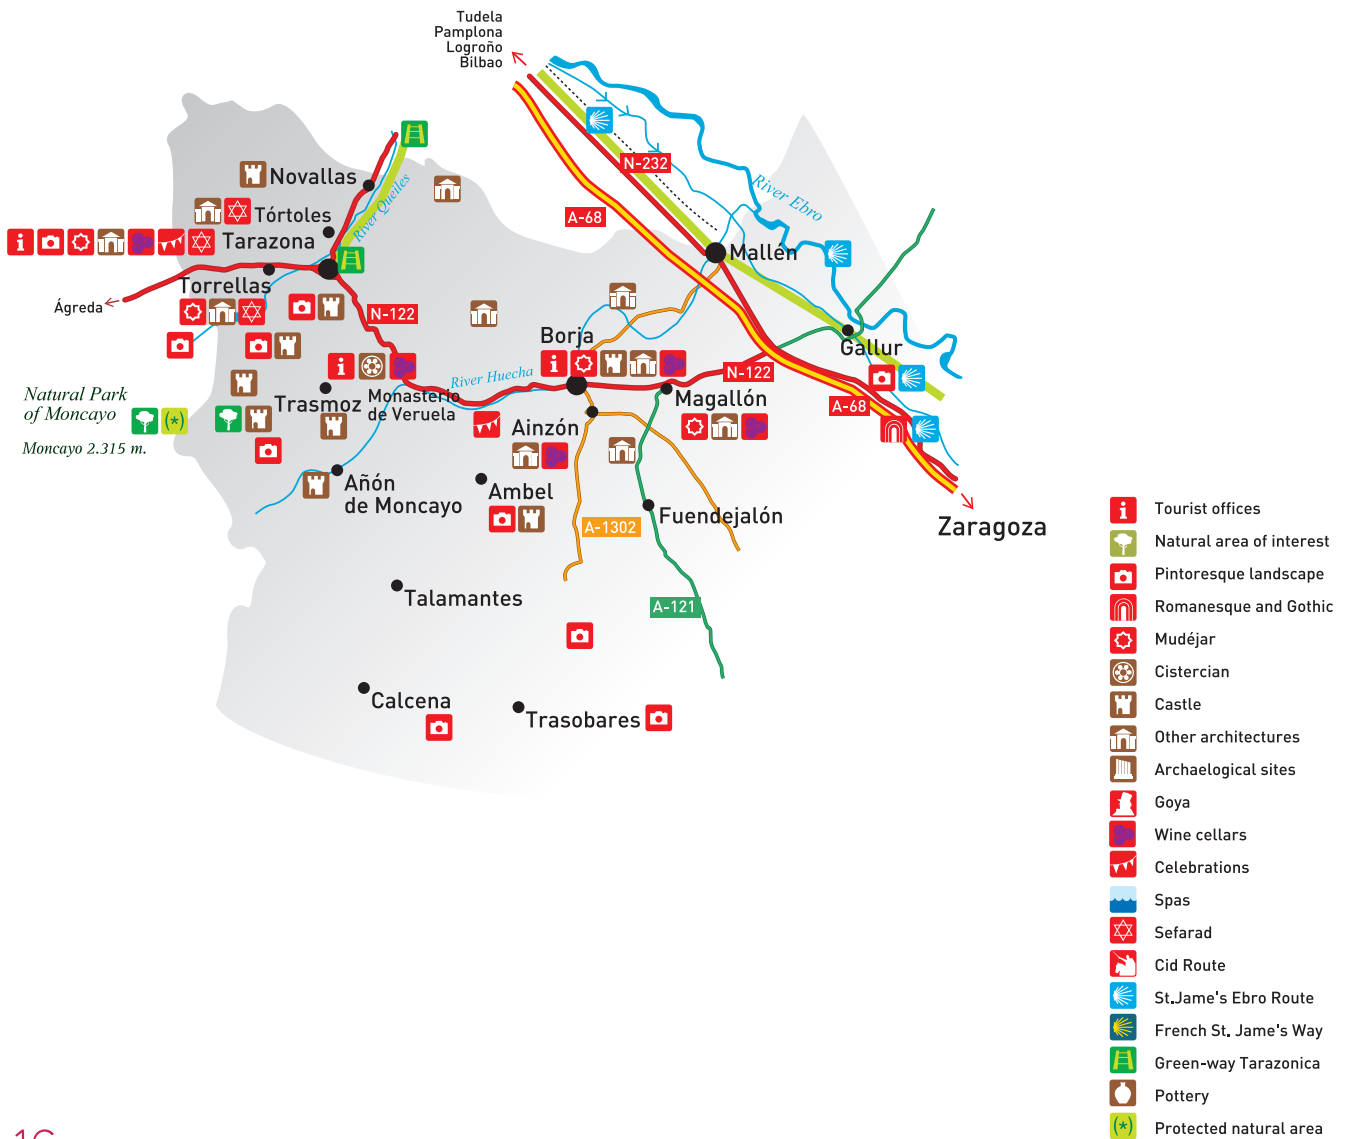 Tudela
Pamplona
Logroño
Bilbao
N-232
River Ebro
A-68
Novallas
River Queiles
Tórtoles
Tarazona
Mallén
Torrellas
Ágreda
N-122
Borja
Gallur
River Huecha
N-122
Natural Park
of Moncayo
Moncayo 2.315 m.
Trasmoz
Monasterio
de Veruela
Magallón
A-68
Ainzón
Añón
de Moncayo
Ambel
A-1302
Fuendejalón
Zaragoza
Talamantes
A-121
Calcena
Trasobares
Tourist offices
Natural area of interest
Pintoresque landscape
Romanesque and Gothic
Mudéjar
Cistercian
Castle
Other architectures
Archaelogical sites
Goya
Wine cellars
Celebrations
Spas
Sefarad
Cid Route
St.Jame's Ebro Route
French St. Jame's Way
Green-way Tarazonica
Pottery
(*) Protected natural area